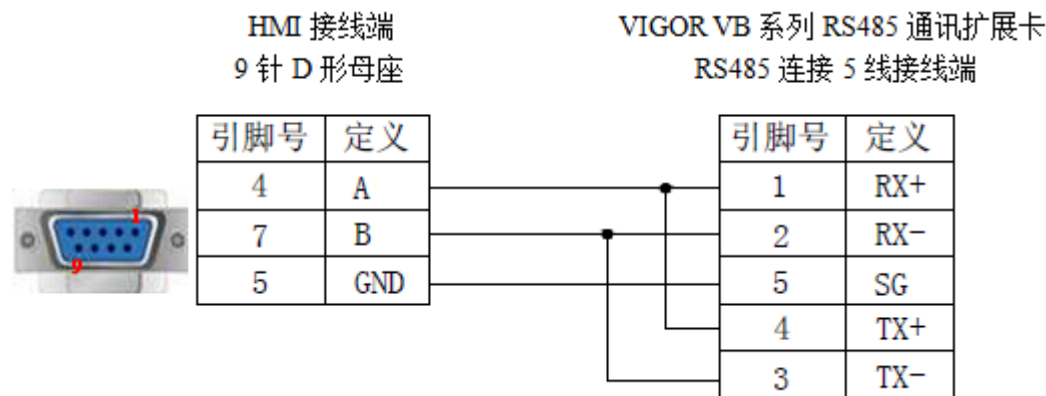 HMI 接线端
9 针 D 形母座
VIGOR VB 系列 RS485 通讯扩展卡
RS485 连接 5 线接线端
引脚号 定义
4 A
7 B
5 GND
1
9
引脚号 定义
1 RX+
2 RX-
5 SG
4 TX+
3 TX-